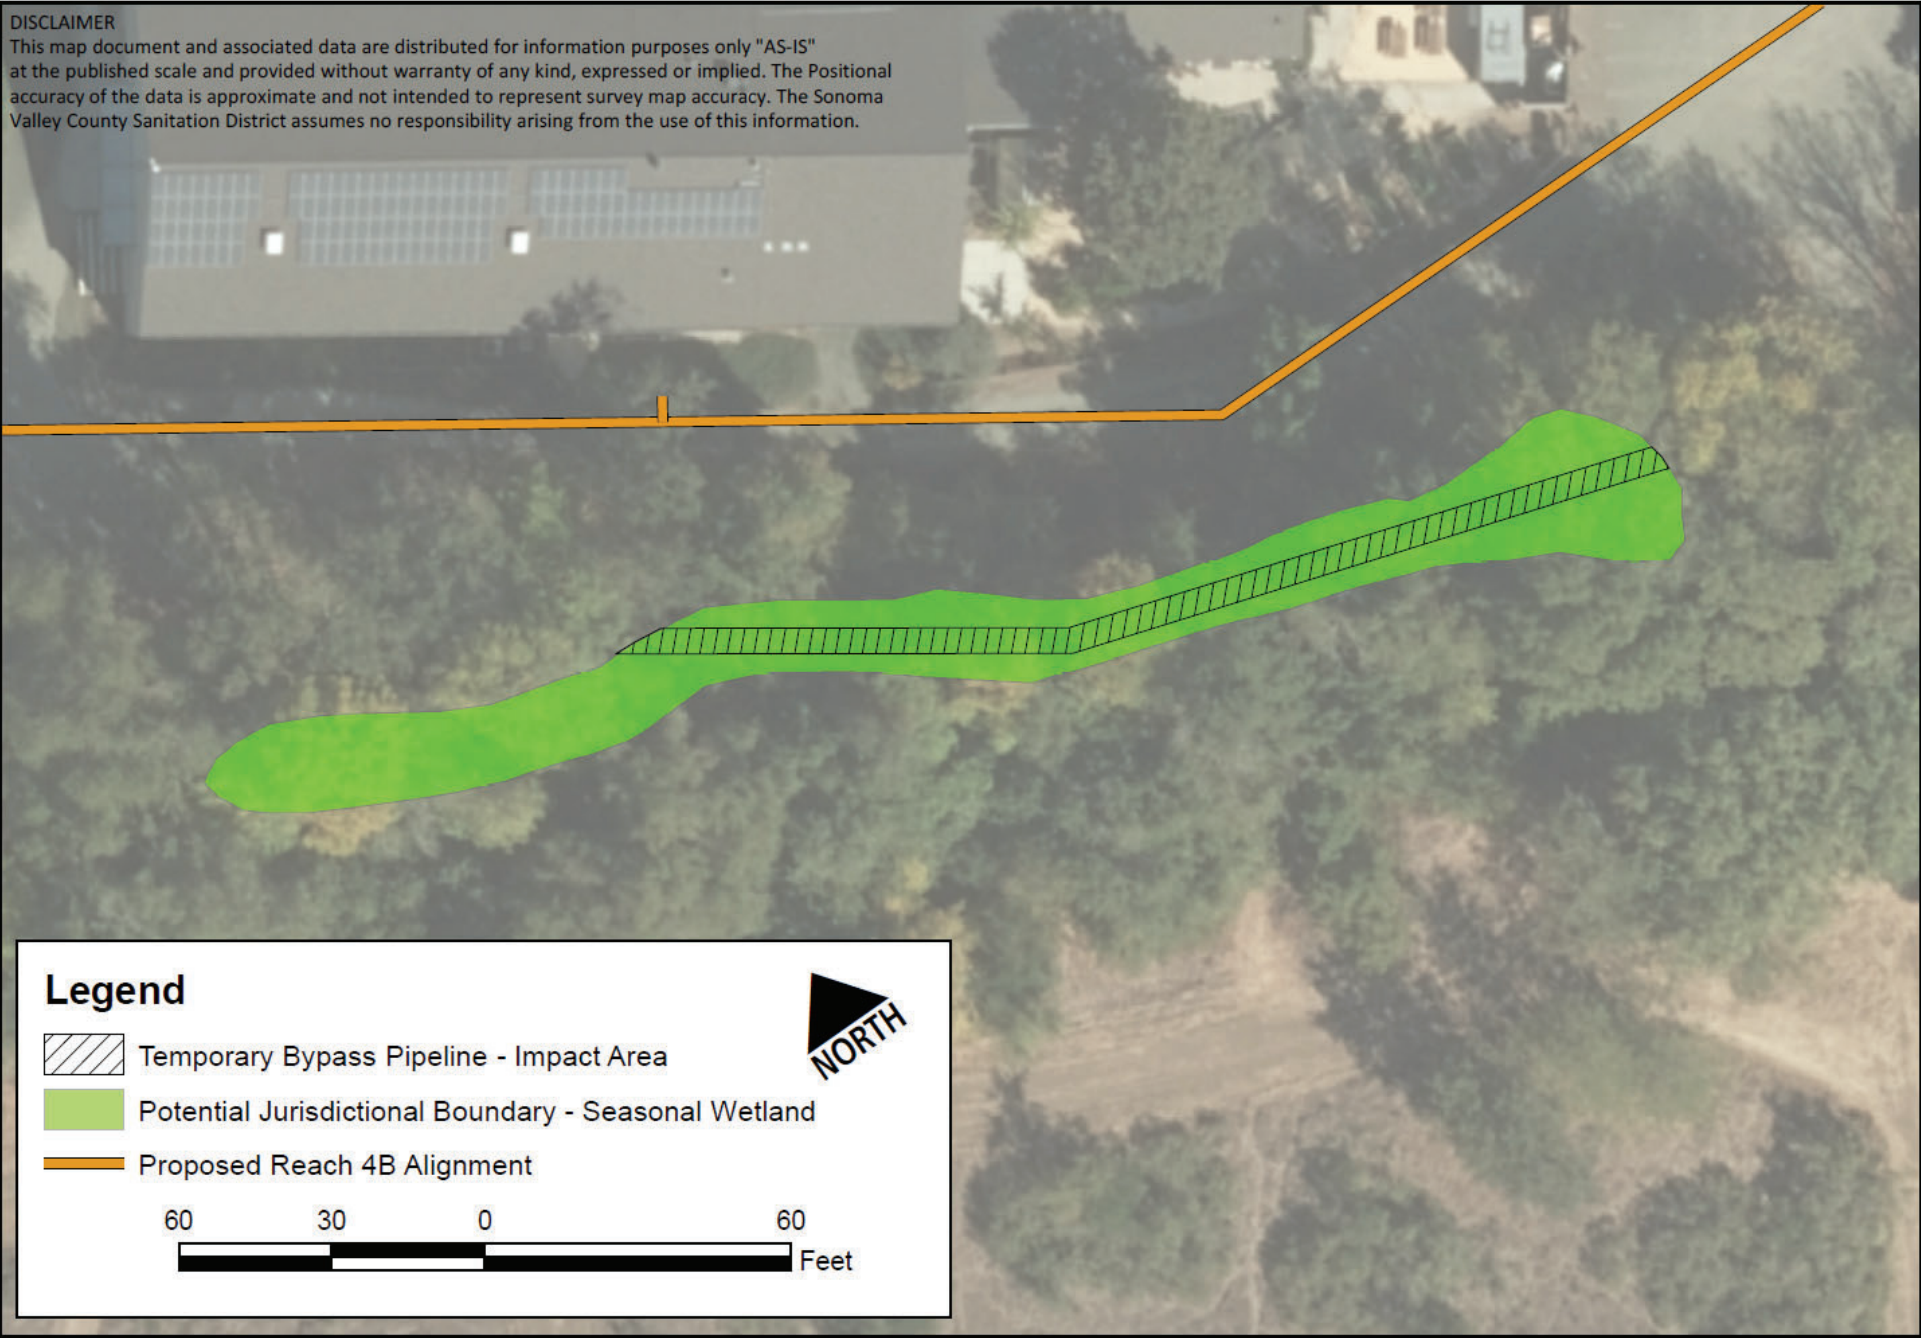 DISCLAIMER
This map document and associated data are distributed for information purposes only "AS-IS"
at the published scale and provided without warranty of any kind, expressed or implied. The Positional
accuracy of the data is approximate and not intended to represent survey map accuracy. The Sonoma
Valley County Sanitation District assumes no responsibility arising from the use of this information.
Legend
NORTH
Temporary Bypass Pipeline - Impact Area
Potential Jurisdictional Boundary - Seasonal Wetland
Proposed Reach 4B Alignment
60 30 0 60
Feet